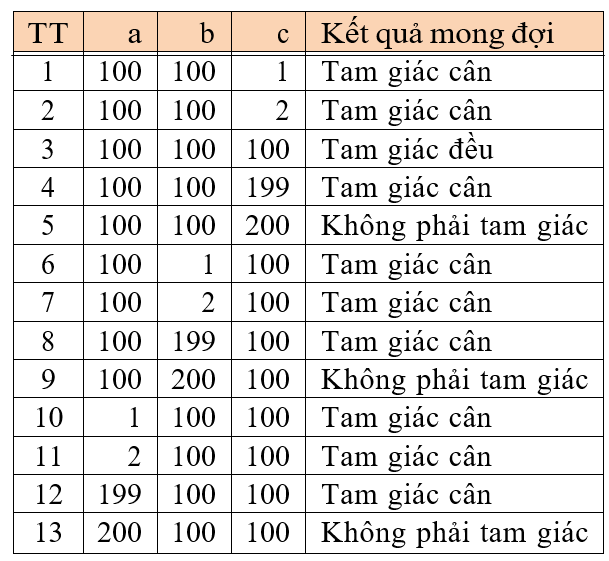 TT a b c Kết quả mong đợi
1 100 100 1 Tam giác cân
2 100 100 2 Tam giác cân
3 100 100 100 Tam giác đều
4 100 100 199 Tam giác cân
5 100 100 200 Không phải tam giác
6 100 1 100 Tam giác cân
7 100 2 100 Tam giác cân
8 100 199 100 Tam giác cân
9 100 200 100 Không phải tam giác
10 1 100 100 Tam giác cân
11 2 100 100 Tam giác cân
12 199 100 100 Tam giác cân
13 200 100 100 Không phải tam giác